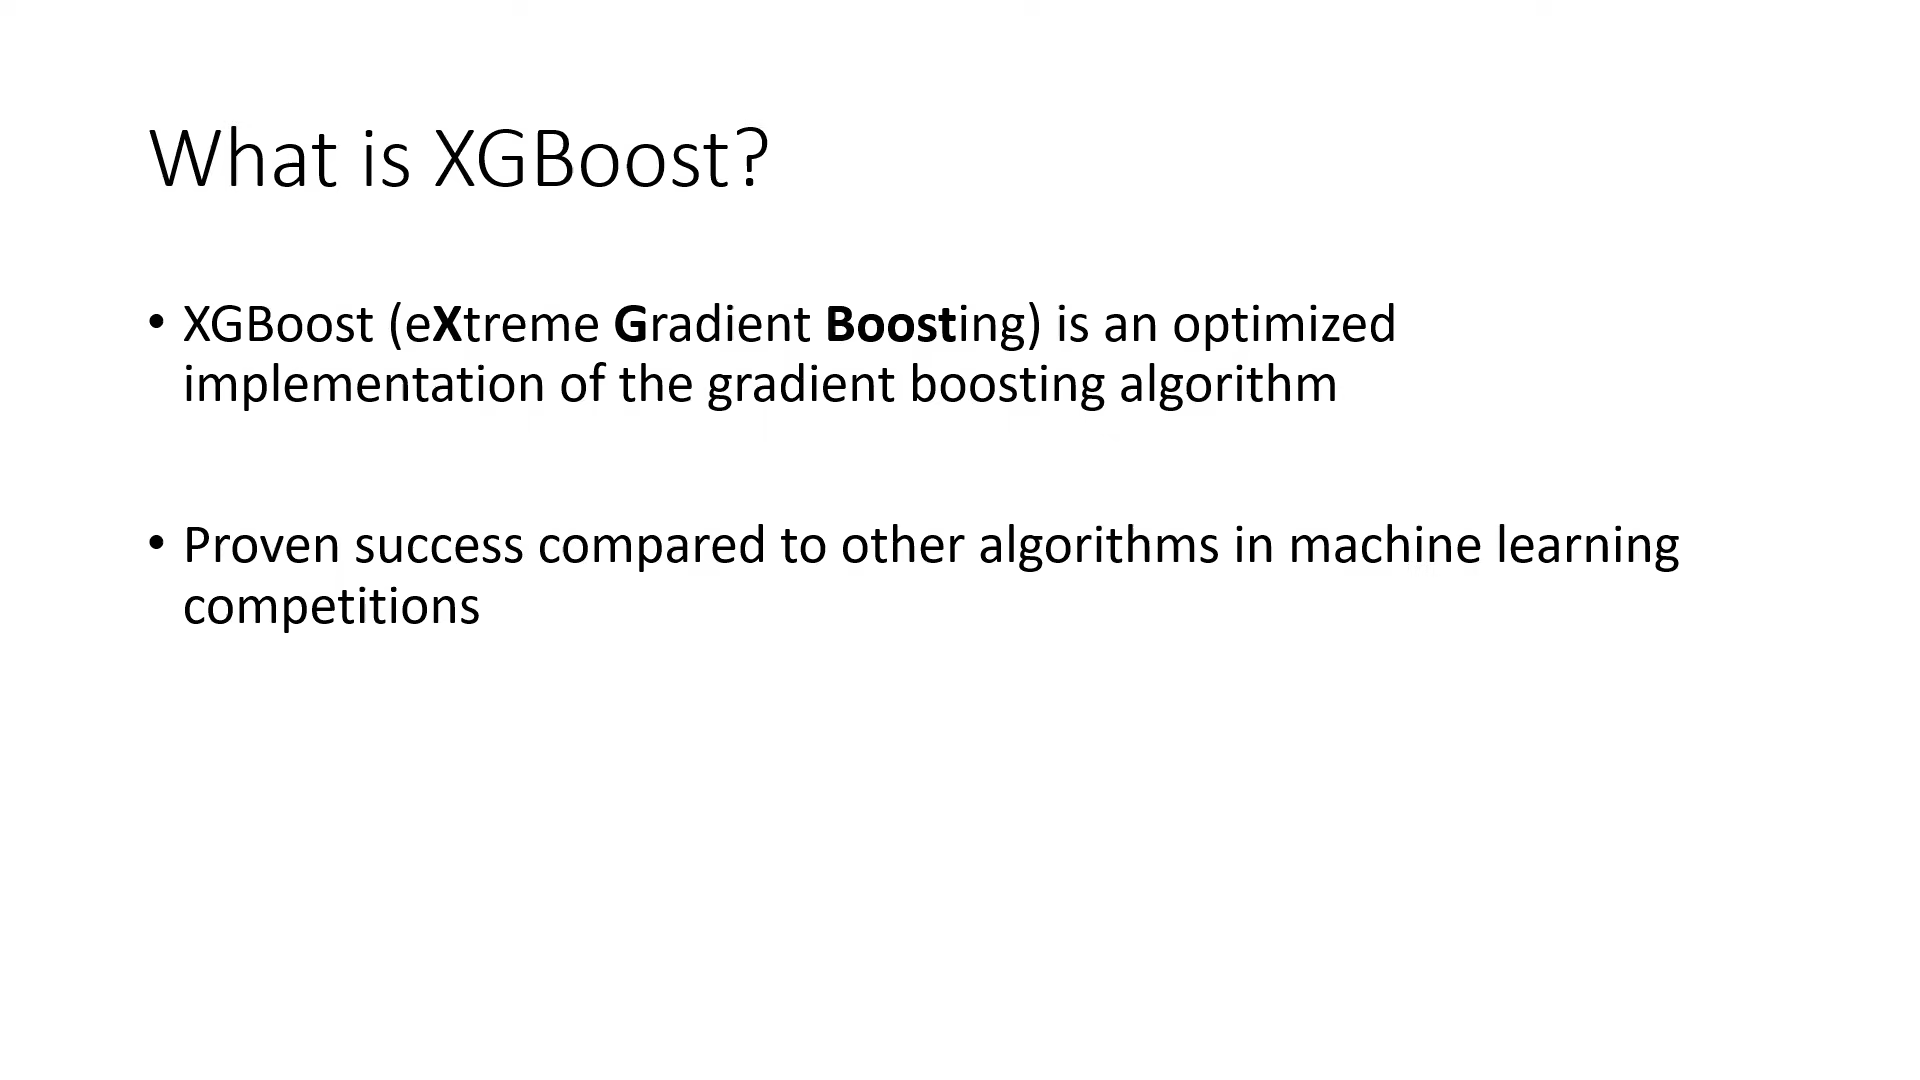 What is XGBoost?
• XGBoost (eXtreme Gradient Boosting) is an optimized
implementation of the gradient boosting algorithm
• Proven success compared to other algorithms in machine learning
competitions